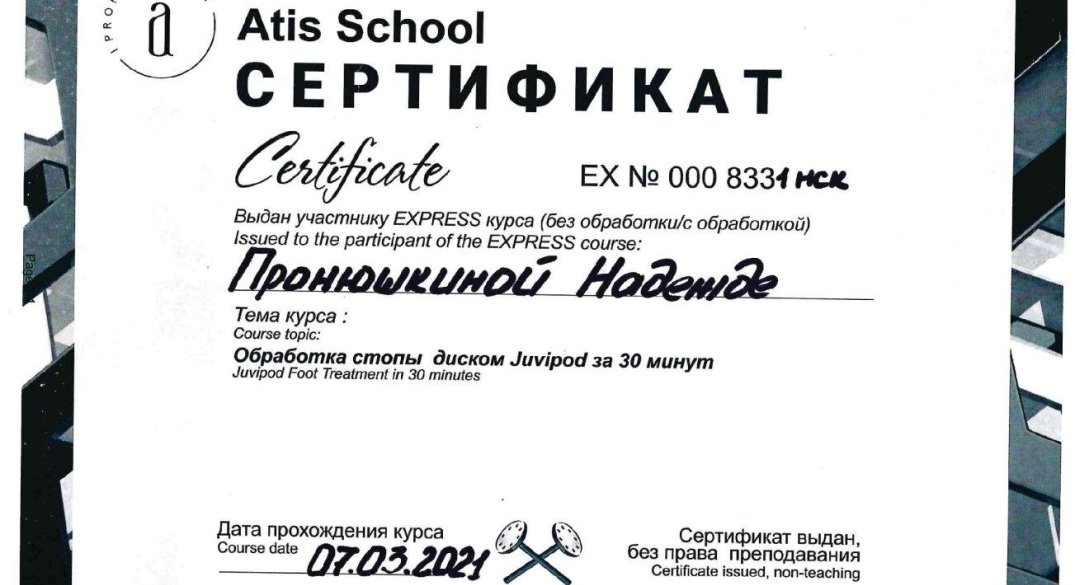 I PRO
a
Atis School
СЕРТИФИКАТ
Certificate
EX № 000 8331 мск
Выдан участнику EXPRESS курса (без обработки/с обработкой)
Issued to the participant of the EXPRESS course:
Пронюшкиной Надежде
Тема курса :
Course topic:
Обработка стопы диском Juvipod за 30 минут
Juvipod Foot Treatment in 30 minutes
Page
Дата прохождения курса
Course date 07.03.2021
Сертификат выдан,
без права преподавания
Certificate issued, non-teaching